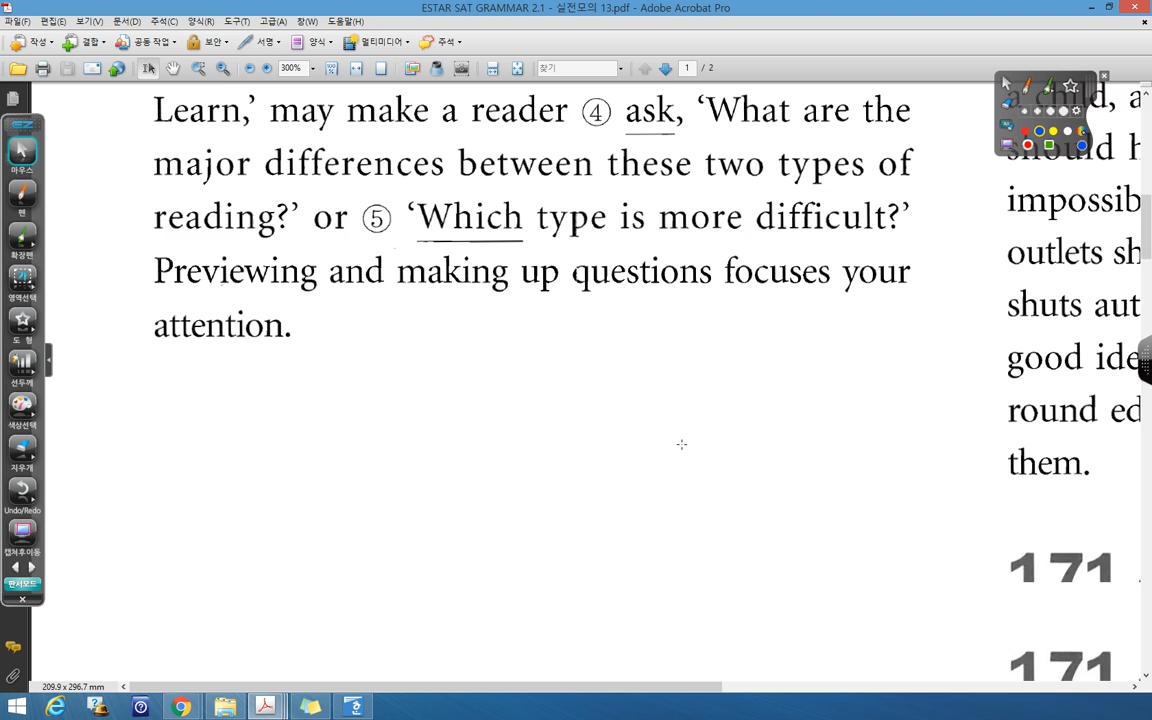 ESTAR SAT GRAMMAR 2.1 - 실전모의 13.pdf - Adobe Acrobat Pro
파일(F) 편집(E) 보기(V) 문서(D) 주석(C) 양식(R) 도구(T) 고급(A) 창(W) 도움말(H)
작성 결합 공동 작업 보안 서명 양식 멀티미디어 주석
300% 찾기 1 / 2
Learn,’ may make a reader ④ ask, ‘What are the
major differences between these two types of
reading?’ or ⑤ ‘Which type is more difficult?’
Previewing and making up questions focuses your
attention.
a child, a
should h
impossib
outlets sh
shuts aut
good ide
round ed
them.
171
171
마우스
펜
확장펜
가
영역선택
도 형
선두께
색상선택
지우개
Undo/Redo
캡쳐후이동
판서모드
209.9 x 296.7 mm